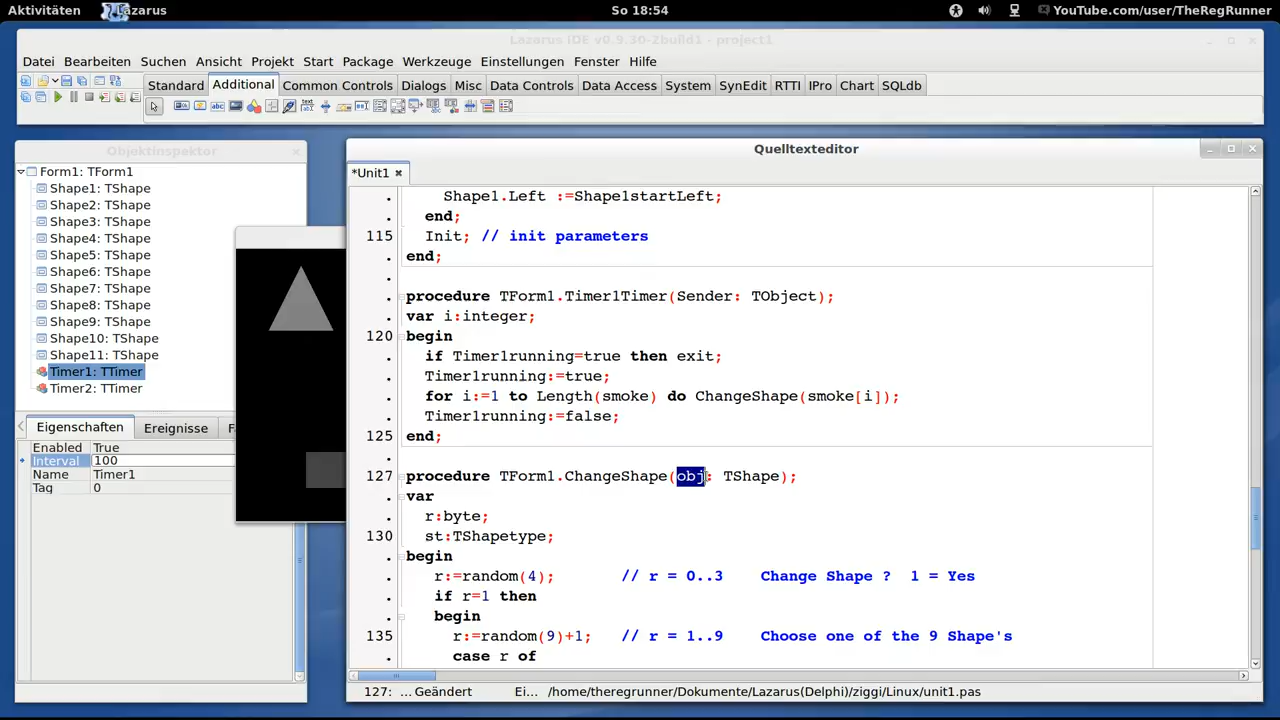 Aktivitäten Lazarus So 18:54 YouTube.com/user/TheRegRunner
Lazarus IDE v0.9.30-2build1 - project1
Datei Bearbeiten Suchen Ansicht Projekt Start Package Werkzeuge Einstellungen Fenster Hilfe
Standard Additional Common Controls Dialogs Misc Data Controls Data Access System SynEdit RTTI IPro Chart SQLdb
Objektinspektor
Form1: TForm1
Shape1: TShape
Shape2: TShape
Shape3: TShape
Shape4: TShape
Shape5: TShape
Shape6: TShape
Shape7: TShape
Shape8: TShape
Shape9: TShape
Shape10: TShape
Shape11: TShape
Timer1: TTimer
Timer2: TTimer
Eigenschaften Ereignisse
Enabled True
Interval 100
Name Timer1
Tag 0
Quelltexteditor
*Unit1
Shape1.Left :=Shape1startLeft;
end;
115 Init; // init parameters
end;
procedure TForm1.Timer1Timer(Sender: TObject);
var i:integer;
120 begin
if Timer1running=true then exit;
Timer1running:=true;
for i:=1 to Length(smoke) do ChangeShape(smoke[i]);
Timer1running:=false;
125 end;
127 procedure TForm1.ChangeShape(obj: TShape);
var
r:byte;
130 st:TShapetype;
begin
r:=random(4); // r = 0..3 Change Shape ? 1 = Yes
if r=1 then
begin
135 r:=random(9)+1; // r = 1..9 Choose one of the 9 Shape's
case r of
127: ...Geändert Ei... /home/theregrunner/Dokumente/Lazarus(Delphi)/ziggi/Linux/unit1.pas